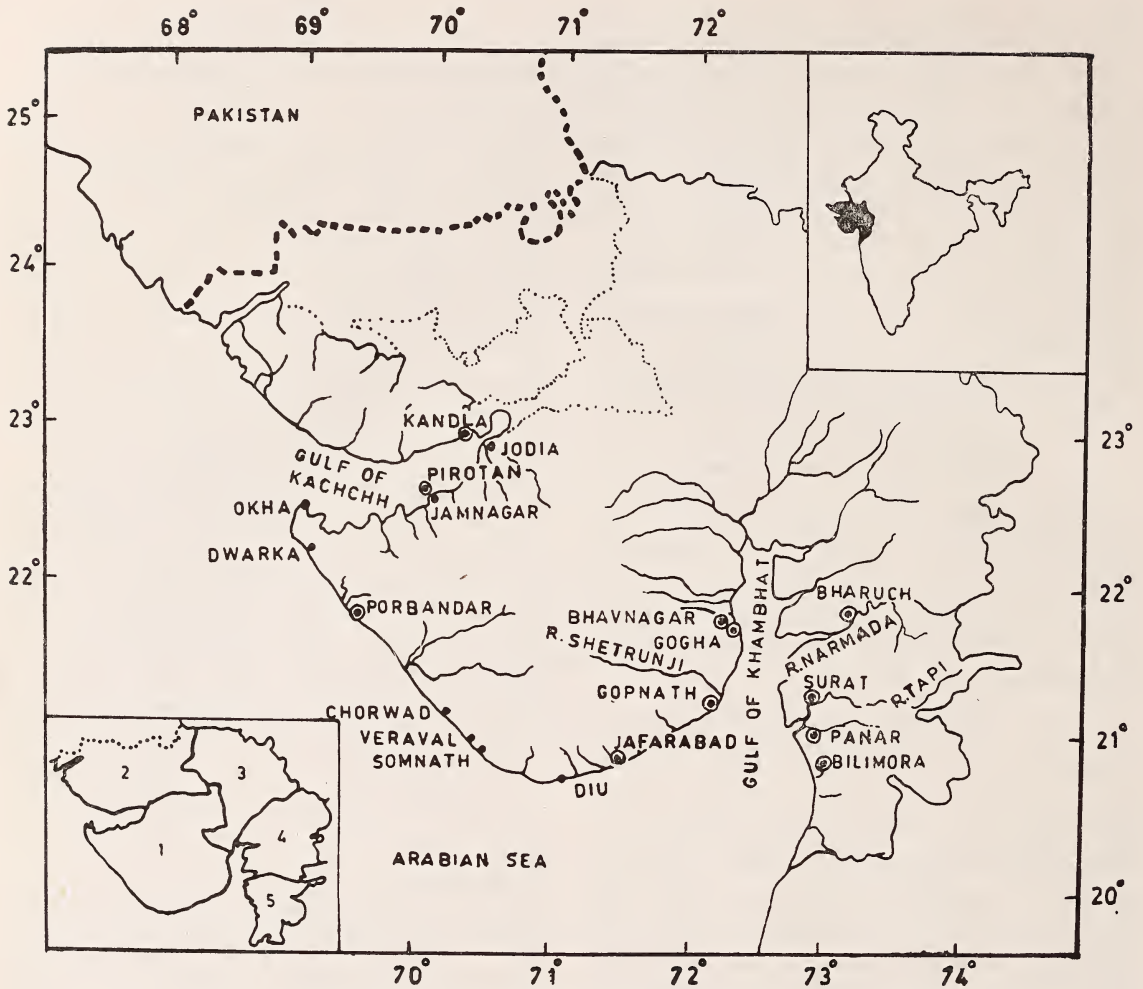 68° 69° 70° 71° 72°
PAKISTAN
25°
24°
23°
22°
KANDLA
JODIA
GULF OF
KACHCHH
PIROTAN
JAMNAGAR
OKHA
DWARKA
PORBANDAR
BHAVNAGAR
GOGHA
R. SHETRUNJI
GOPNATH
GULF OF KHAMBHAT
BHARUCH
R.NARMADA
SURAT
R.TAPI
PANAR
BILIMORA
CHORWAD
VERAVAL
SOMNATH
JAFARABAD
DIU
ARABIAN SEA
23°
22°
21°
20°
2
3
1
4
5
70° 71° 72° 73° 74°